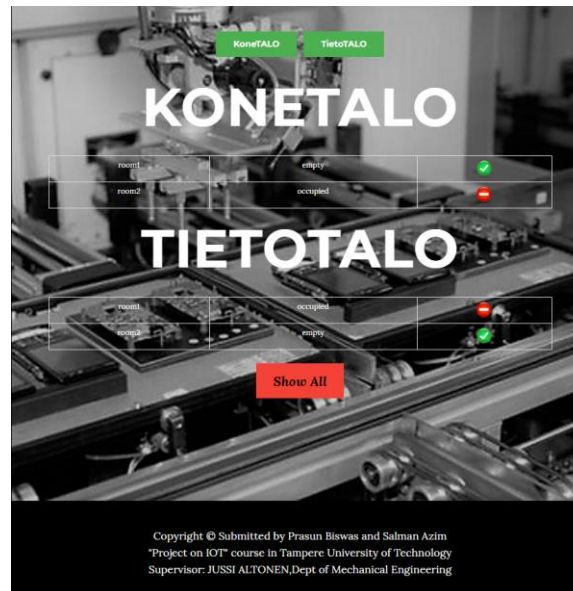 KoneTALO TietoTALO
KONETALO
room1 empty
room2 occupied
TIETOTALO
room1 occupied
room2 empty
Show All
Copyright © Submitted by Prasun Biswas and Salman Azim
"Project on IOT" course in Tampere University of Technology
Supervisor: JUSSI ALTONEN,Dept of Mechanical Engineering